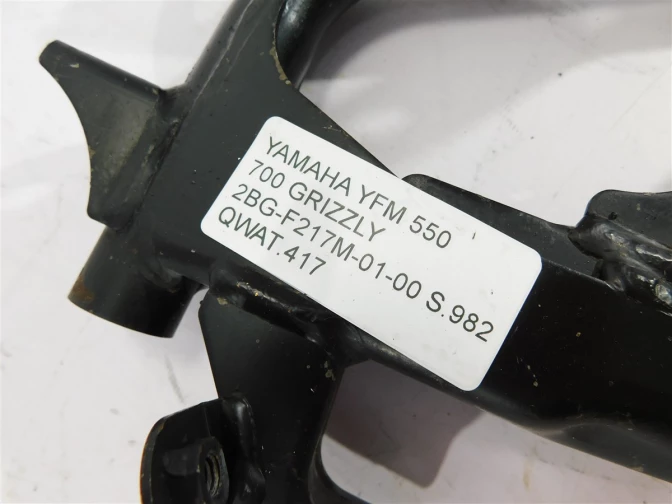 YAMAHA YFM 550
700 GRIZZLY
2BG-F217M-01-00 S.982
QWAT.417